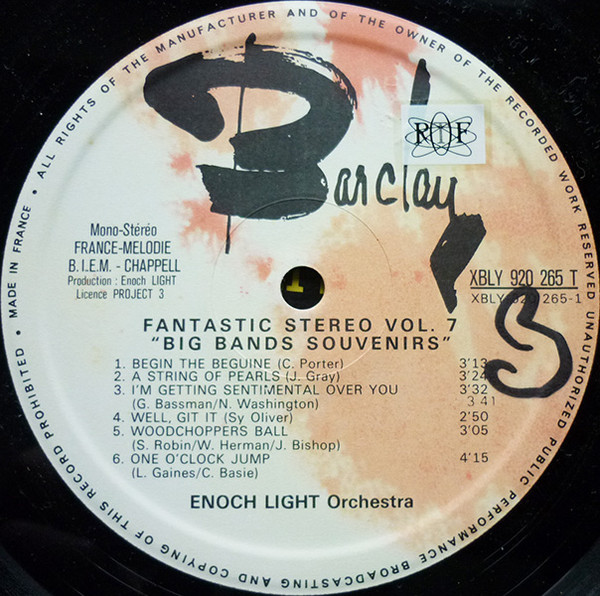 ALL RIGHTS OF THE MANUFACTURER AND OF THE OWNER OF THE RECORDED WORK RESERVED UNAUTHORIZED PUBLIC PERFORMANCE BROADCASTING AND COPYING OF THIS RECORD PROHIBITED • MADE IN FRANCE •
Barclay
R T F
Mono-Stéréo
FRANCE-MELODIE
B.I.E.M. - CHAPPELL
Production : Enoch LIGHT
Licence PROJECT 3
XBLY 920 265 T
XBLY 920 265-1
S
FANTASTIC STEREO VOL. 7
"BIG BANDS SOUVENIRS"
1. BEGIN THE BEGUINE (C. Porter) 3'13
2. A STRING OF PEARLS (J. Gray) 3'24
3. I'M GETTING SENTIMENTAL OVER YOU 3'32
(G. Bassman/N. Washington) 3 41
4. WELL, GIT IT (Sy Oliver) 2'50
5. WOODCHOPPERS BALL 3'05
(S. Robin/W. Herman/J. Bishop)
6. ONE O'CLOCK JUMP 4'15
(L. Gaines/C. Basie)
ENOCH LIGHT Orchestra